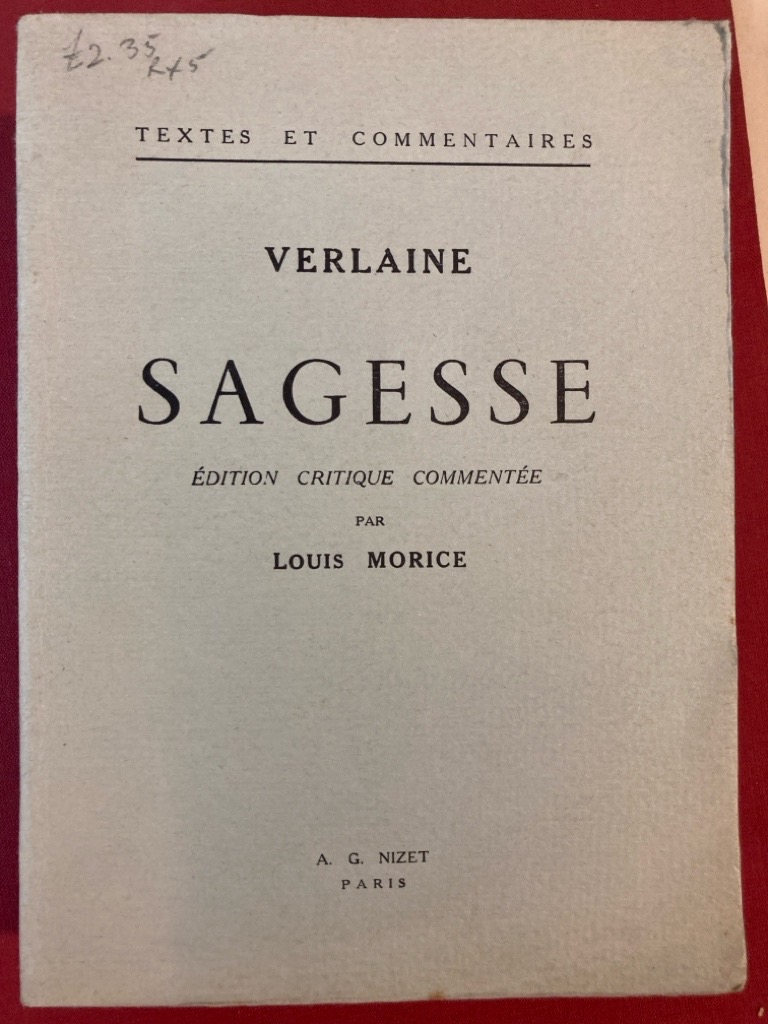 £2.35
TEXTES ET COMMENTAIRES
VERLAINE
SAGESSE
ÉDITION CRITIQUE COMMENTÉE
PAR
LOUIS MORICE
A. G. NIZET
PARIS